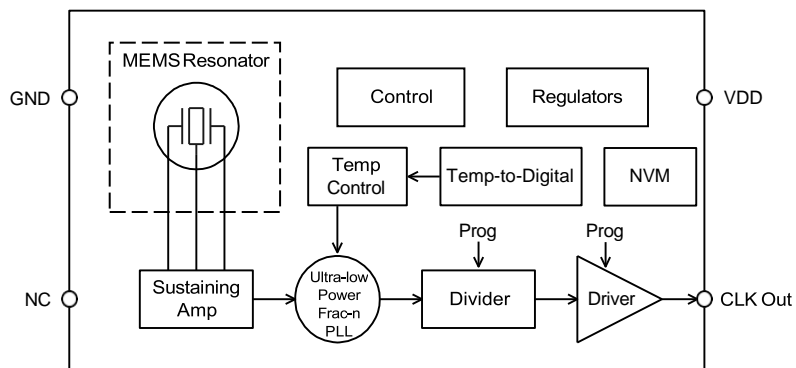 MEMS Resonator
GND
Control
Regulators
VDD
Temp
Control
Temp-to-Digital
NVM
Prog
Prog
NC
Sustaining
Amp
Ultra-low
Power
Frac-n
PLL
Divider
Driver
CLK Out